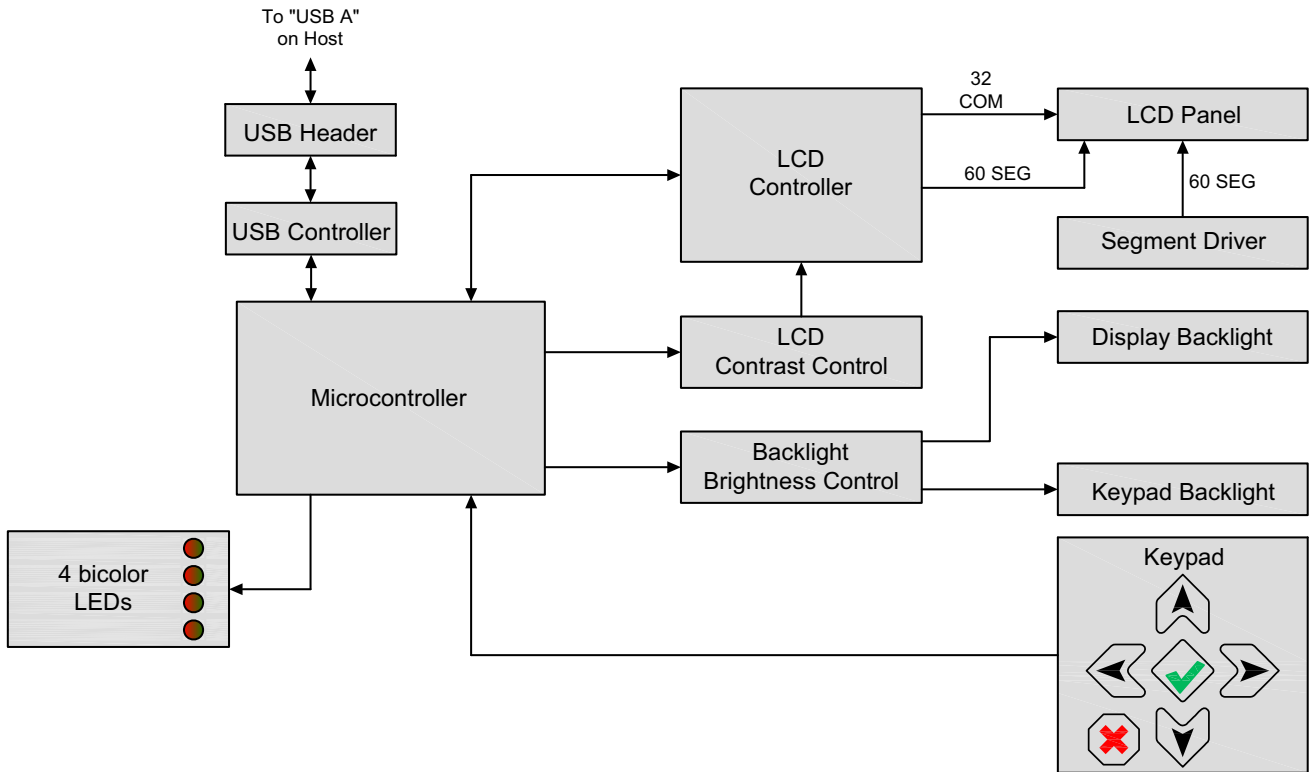 To "USB A"
on Host
USB Header
USB Controller
Microcontroller
4 bicolor
LEDs
LCD
Controller
32
COM
60 SEG
LCD Panel
60 SEG
Segment Driver
LCD
Contrast Control
Display Backlight
Backlight
Brightness Control
Keypad Backlight
Keypad